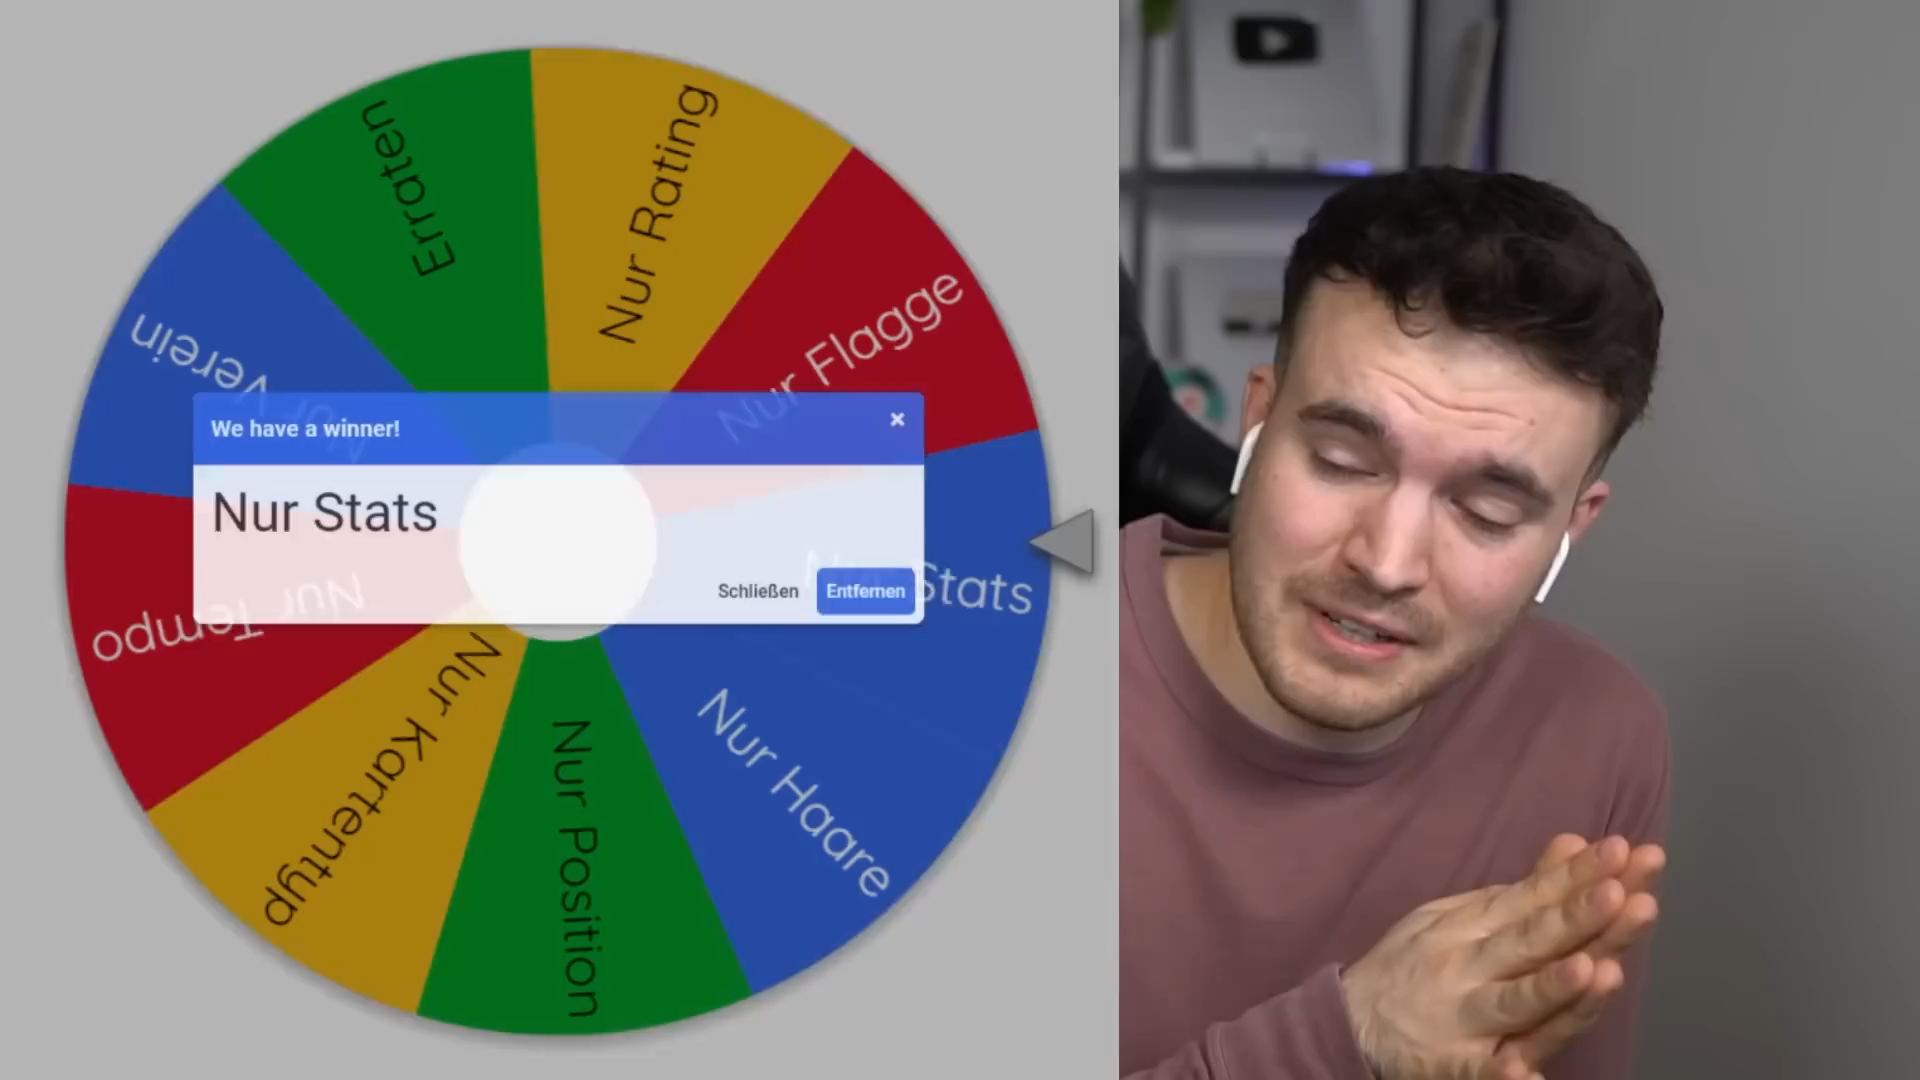 Erraten
Nur Rating
Nur Flagge
Nur Verein
We have a winner!
×
Nur Stats
Schließen
Entfernen
Stats
Nur Tempo
Nur Haare
Nur Kartentyp
Nur Position